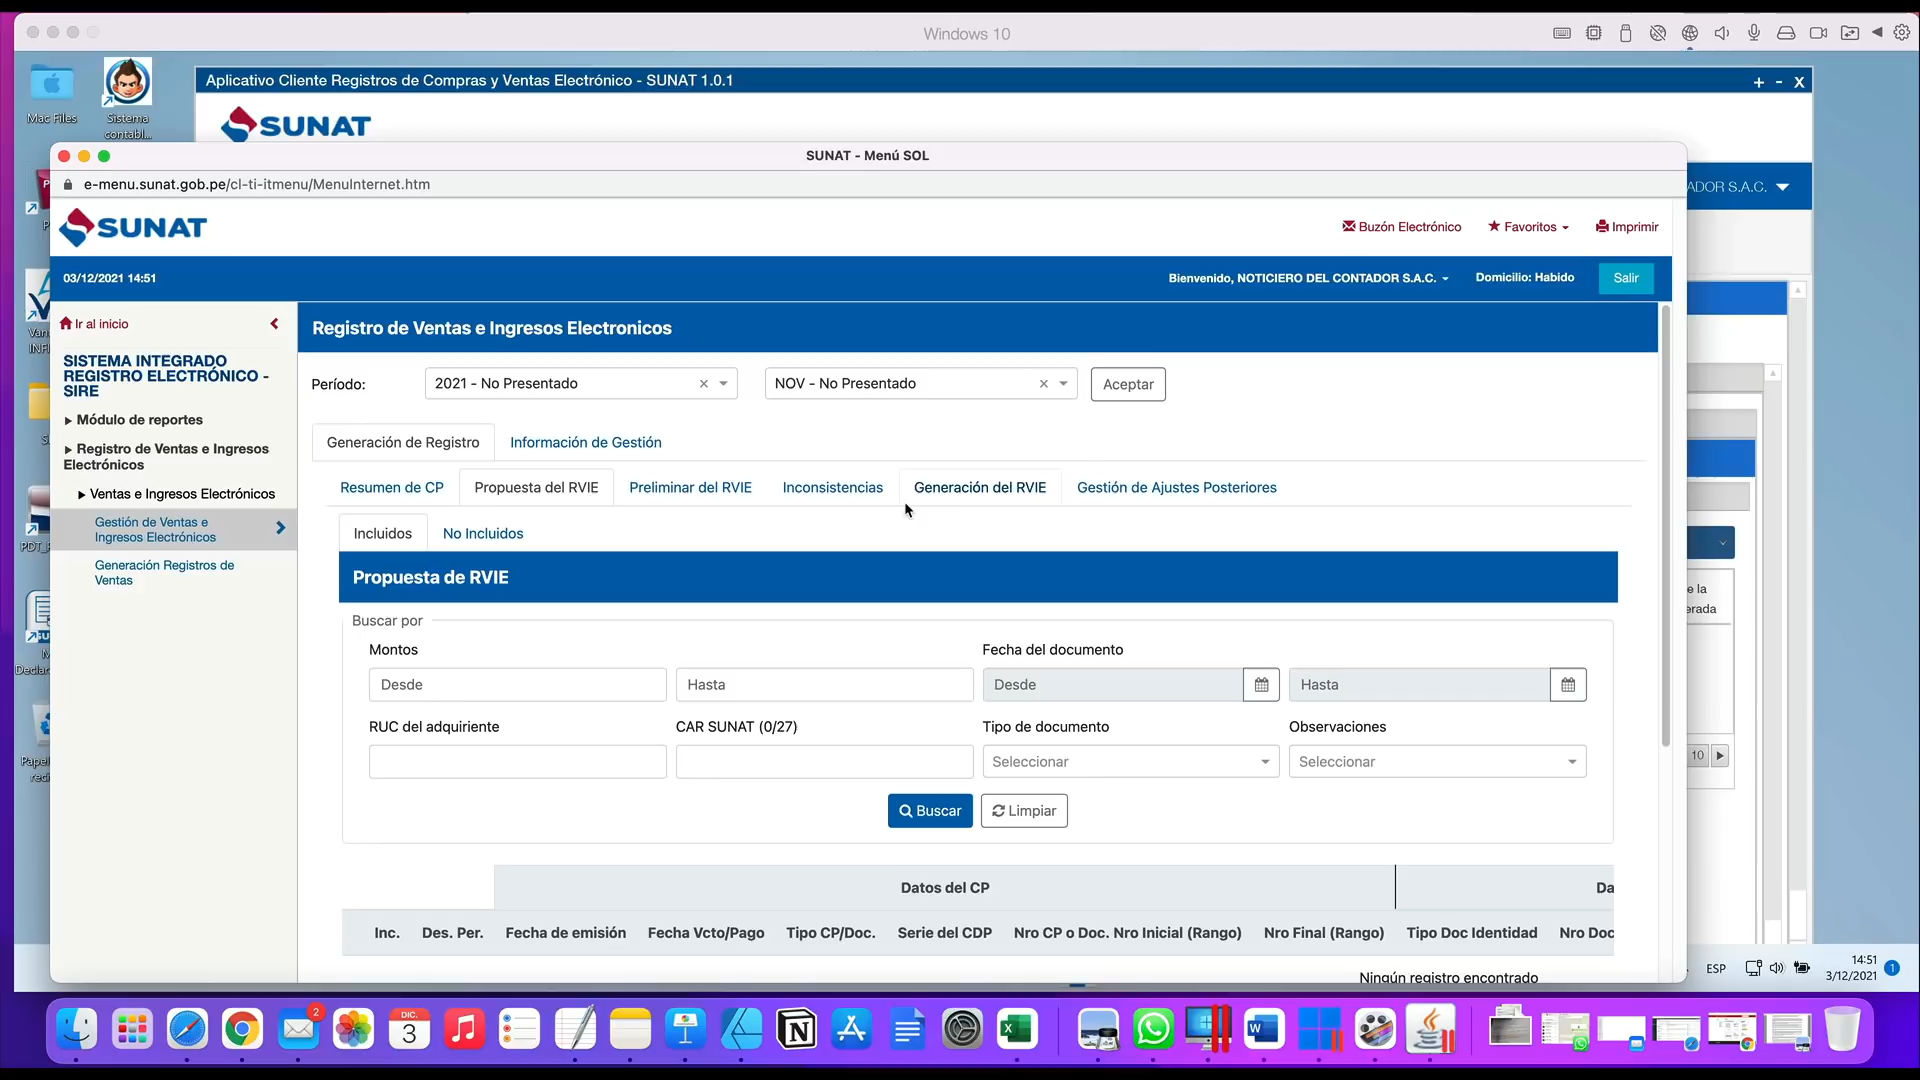 Windows 10
Mac Files
Sistema
contabl...
Aplicativo Cliente Registros de Compras y Ventas Electrónico - SUNAT 1.0.1
+ - X
SUNAT
SUNAT - Menú SOL
e-menu.sunat.gob.pe/cl-ti-itmenu/MenuInternet.htm
ADOR S.A.C.
SUNAT
Buzón Electrónico
Favoritos
Imprimir
03/12/2021 14:51
Bienvenido, NOTICIERO DEL CONTADOR S.A.C.
Domicilio: Habido
Salir
Ir al inicio
SISTEMA INTEGRADO
REGISTRO ELECTRÓNICO -
SIRE
Módulo de reportes
Registro de Ventas e Ingresos
Electrónicos
Ventas e Ingresos Electrónicos
Gestión de Ventas e
Ingresos Electrónicos
Generación Registros de
Ventas
Registro de Ventas e Ingresos Electronicos
Período:
2021 - No Presentado
NOV - No Presentado
Aceptar
Generación de Registro
Información de Gestión
Resumen de CP
Propuesta del RVIE
Preliminar del RVIE
Inconsistencias
Generación del RVIE
Gestión de Ajustes Posteriores
Incluidos
No Incluidos
Propuesta de RVIE
Buscar por
Montos
Fecha del documento
Desde
Hasta
Desde
Hasta
RUC del adquiriente
CAR SUNAT (0/27)
Tipo de documento
Observaciones
Seleccionar
Seleccionar
Buscar
Limpiar
Datos del CP
Da
Inc.
Des. Per.
Fecha de emisión
Fecha Vcto/Pago
Tipo CP/Doc.
Serie del CDP
Nro CP o Doc. Nro Inicial (Rango)
Nro Final (Rango)
Tipo Doc Identidad
Nro Doc
Ningún registro encontrado
e la
erada
10
ESP
14:51
3/12/2021
1
2
DIC.
3